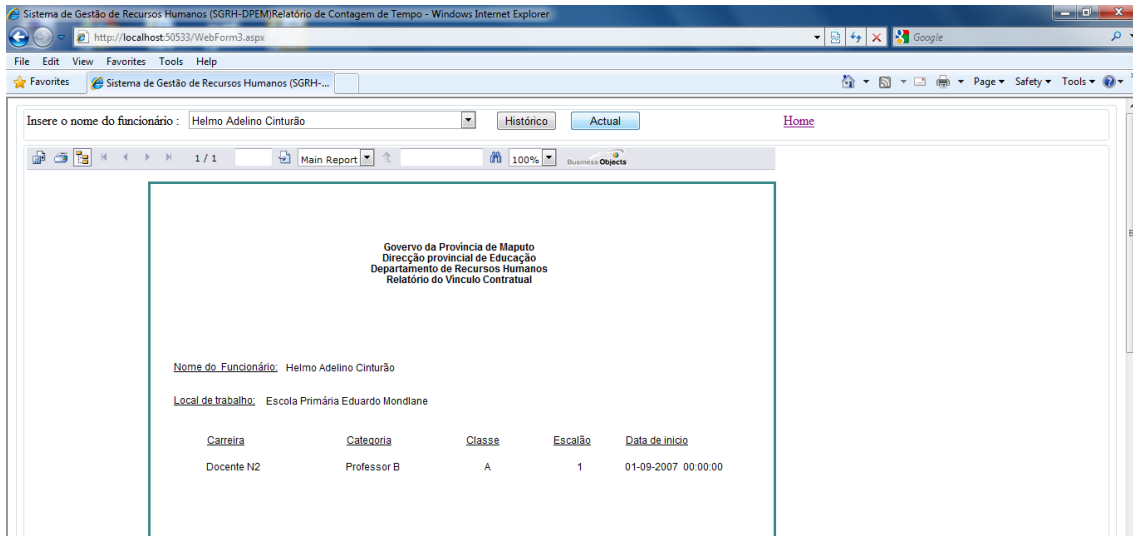 Sistema de Gestão de Recursos Humanos (SGRH-DPEM)Relatório de Contagem de Tempo - Windows Internet Explorer
http://localhost:50533/WebForm3.aspx Google
File Edit View Favorites Tools Help
Favorites Sistema de Gestão de Recursos Humanos (SGRH-... Page Safety Tools
Insere o nome do funcionário : Helmo Adelino Cinturão Histórico Actual Home
1 / 1 Main Report 100% Business Objects
Governo da Província de Maputo
Direcção provincial de Educação
Departamento de Recursos Humanos
Relatório do Vinculo Contratual
Nome do Funcionário: Helmo Adelino Cinturão
Local de trabalho: Escola Primária Eduardo Mondlane
Carreira Categoria Classe Escalão Data de inicio
Docente N2 Professor B A 1 01-09-2007 00:00:00